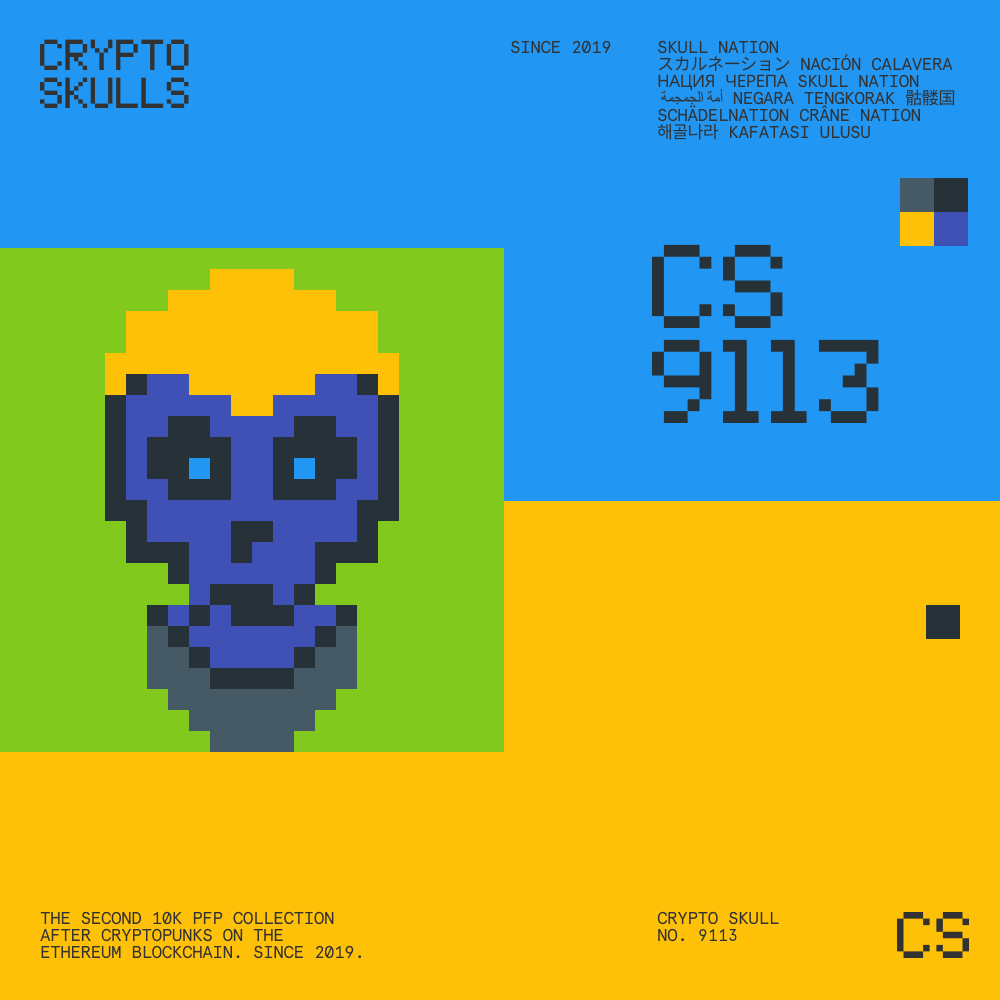 CRYPTO
SKULLS
SINCE 2019
SKULL NATION
スカルネーション NACIÓN CALAVERA
НАЦИЯ ЧЕРЕПА SKULL NATION
أمة الجمجمة NEGARA TENGKORAK 骷髅国
SCHÄDELNATION CRÂNE NATION
해골나라 KAFATASI ULUSU
CS
9113
THE SECOND 10K PFP COLLECTION
AFTER CRYPTOPUNKS ON THE
ETHEREUM BLOCKCHAIN. SINCE 2019.
CRYPTO SKULL
NO. 9113
CS